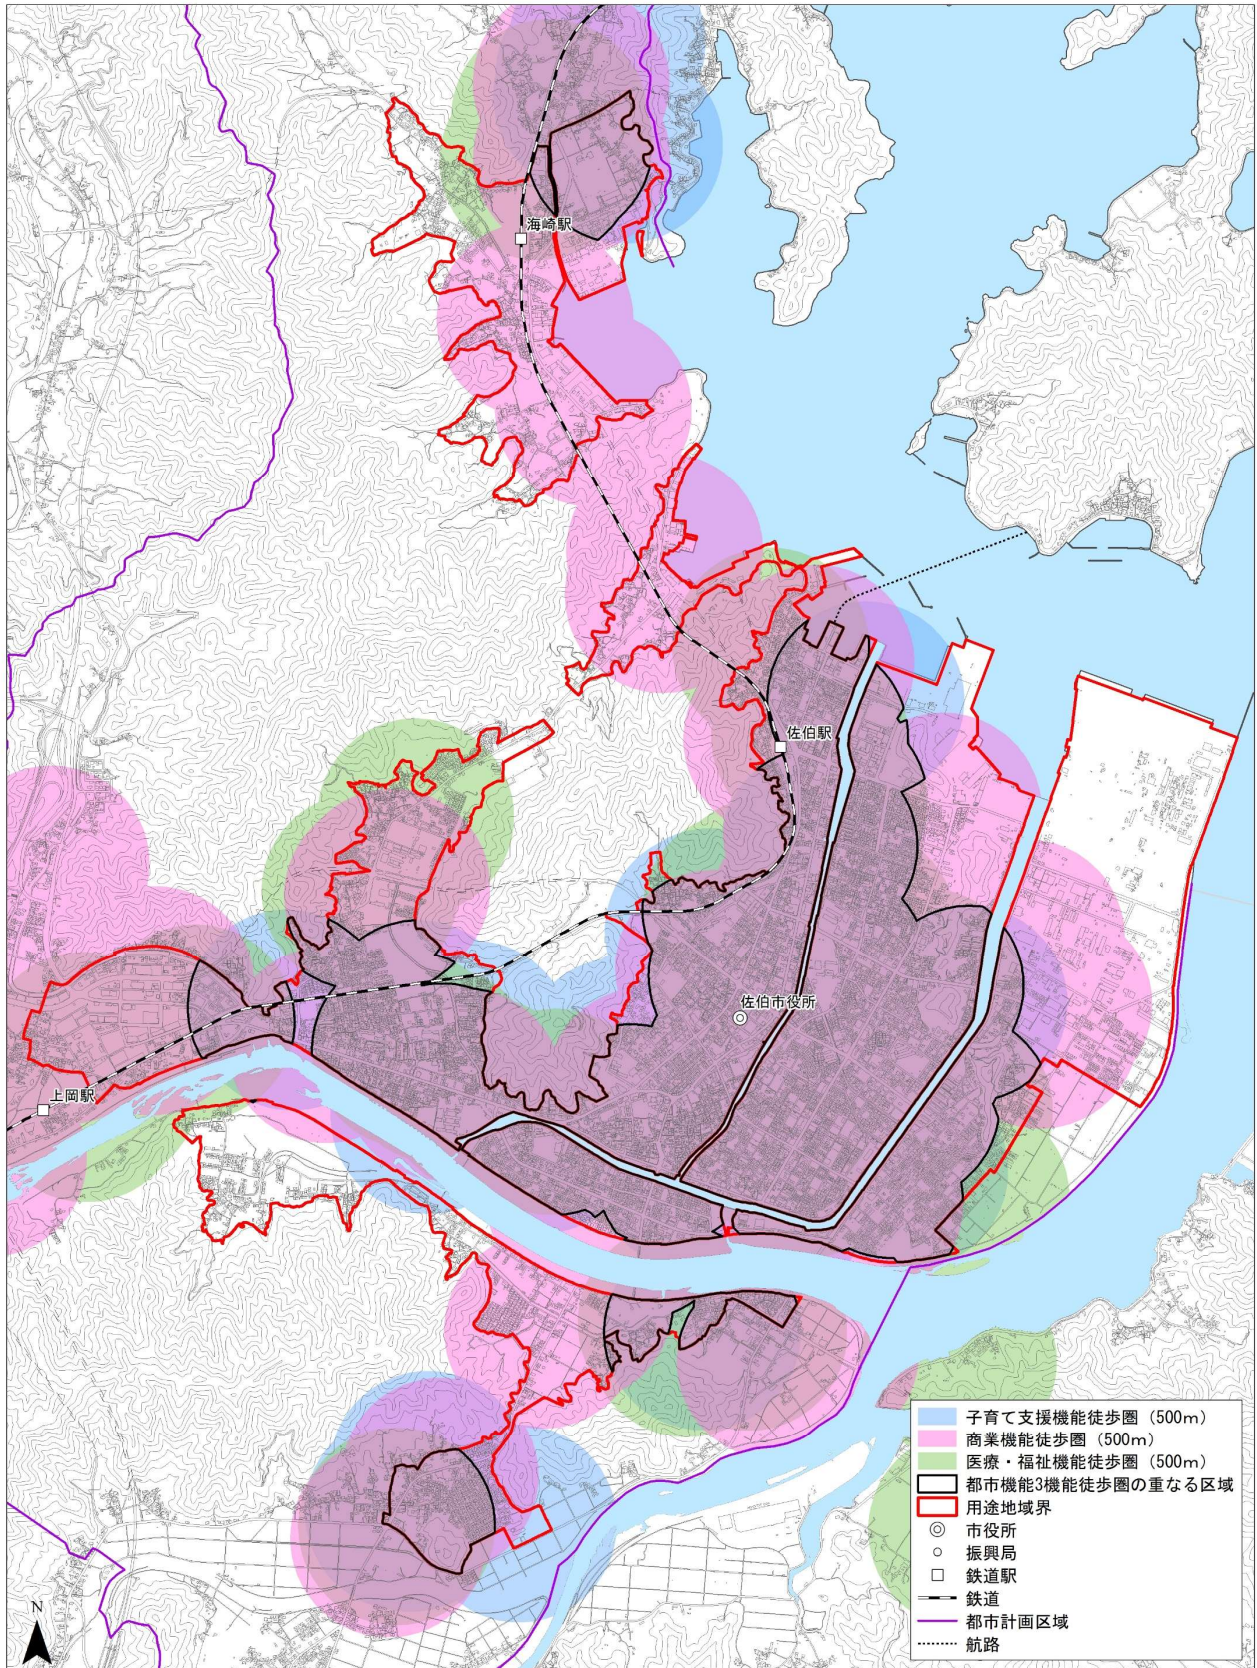 海崎駅
佐伯駅
佐伯市役所
上岡駅
子育て支援機能徒歩圏（500m）
商業機能徒歩圏（500m）
医療・福祉機能徒歩圏（500m）
都市機能3機能徒歩圏の重なる区域
用途地域界
市役所
振興局
鉄道駅
鉄道
都市計画区域
航路
N